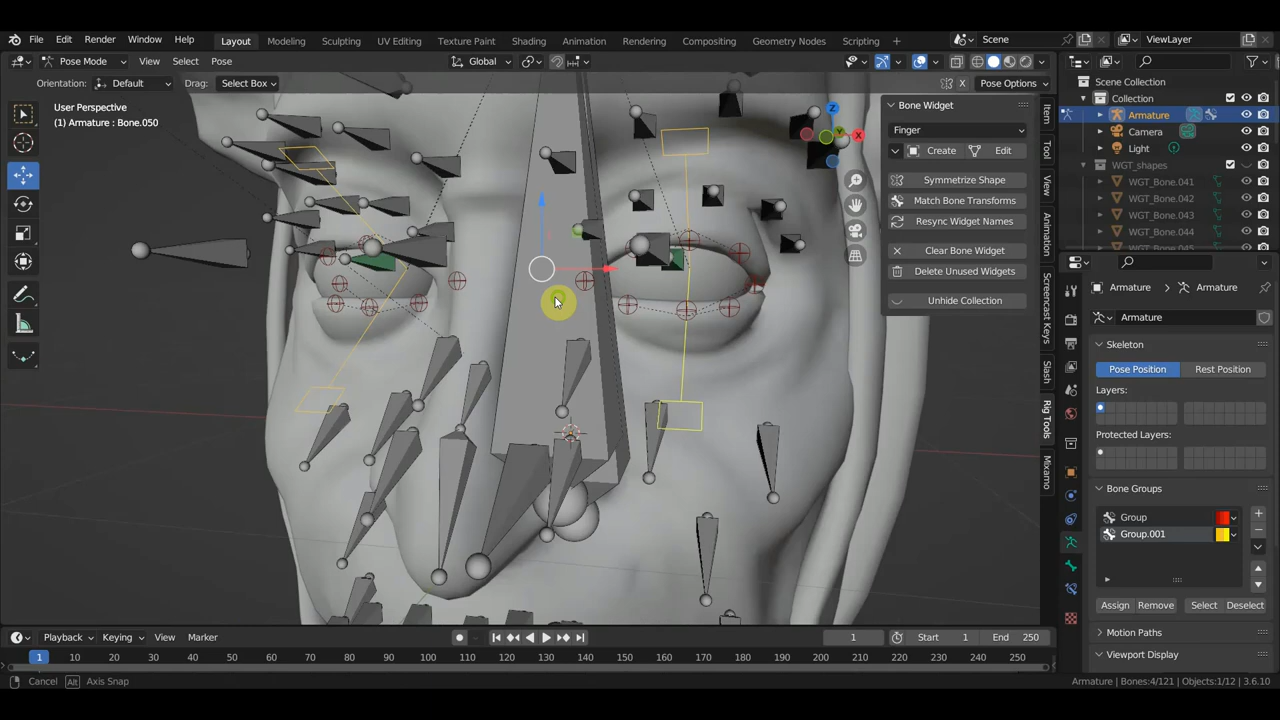 File Edit Render Window Help Layout Modeling Sculpting UV Editing Texture Paint Shading Animation Rendering Compositing Geometry Nodes Scripting + Scene ViewLayer
Pose Mode View Select Pose Global
Orientation: Default Drag: Select Box X Pose Options
User Perspective
(1) Armature : Bone.050
Z
Y
X
Bone Widget
Finger
Create Edit
Symmetrize Shape
Match Bone Transforms
Resync Widget Names
Clear Bone Widget
Delete Unused Widgets
Unhide Collection
Item
Tool
View
Animation
Screencast Keys
Slash
Rig Tools
Mixamo
Scene Collection
Collection
Armature
Camera
Light
WGT_shapes
WGT_Bone.041
WGT_Bone.042
WGT_Bone.043
WGT_Bone.044
Armature Armature
Armature
Skeleton
Pose Position Rest Position
Layers:
Protected Layers:
Bone Groups
Group
Group.001
Assign Remove Select Deselect
Motion Paths
Viewport Display
Playback Keying View Marker 1 Start 1 End 250
1 10 20 30 40 50 60 70 80 90 100 110 120 130 140 150 160 170 180 190 200 210 220 230 240 250
Cancel Alt Axis Snap Armature | Bones:4/121 | Objects:1/12 | 3.6.10